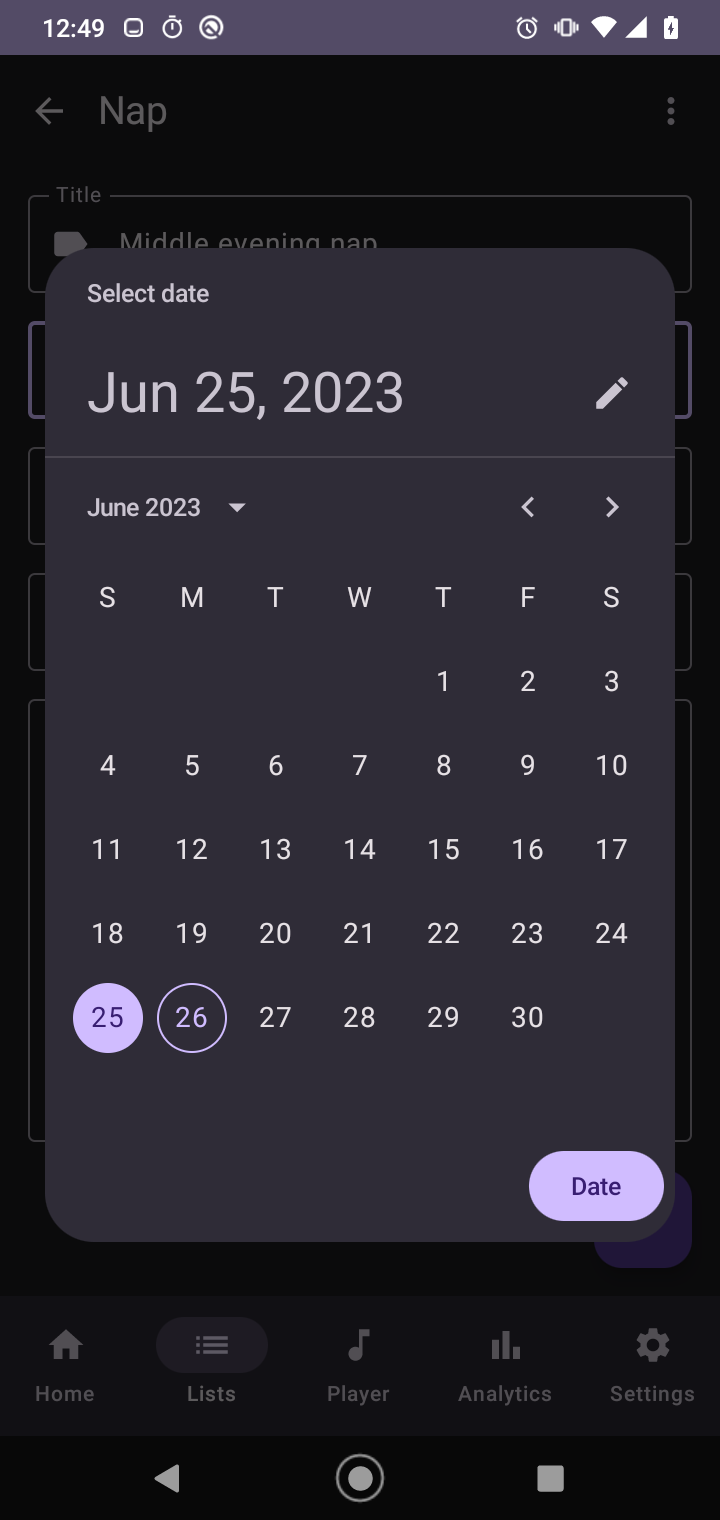 12:49
Nap
Title
Middle evening nap
Select date
Jun 25, 2023
June 2023
S M T W T F S
1 2 3
4 5 6 7 8 9 10
11 12 13 14 15 16 17
18 19 20 21 22 23 24
25 26 27 28 29 30
Date
Home Lists Player Analytics Settings